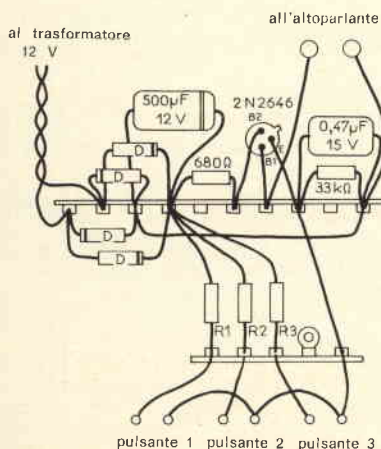 al trasformatore
12 V
all'altoparlante
500µF
12 V
2N2646
B2
E
B1
0,47µF
15 V
D
D
680Ω
33kΩ
D
D
R1
R2
R3
pulsante 1
pulsante 2
pulsante 3